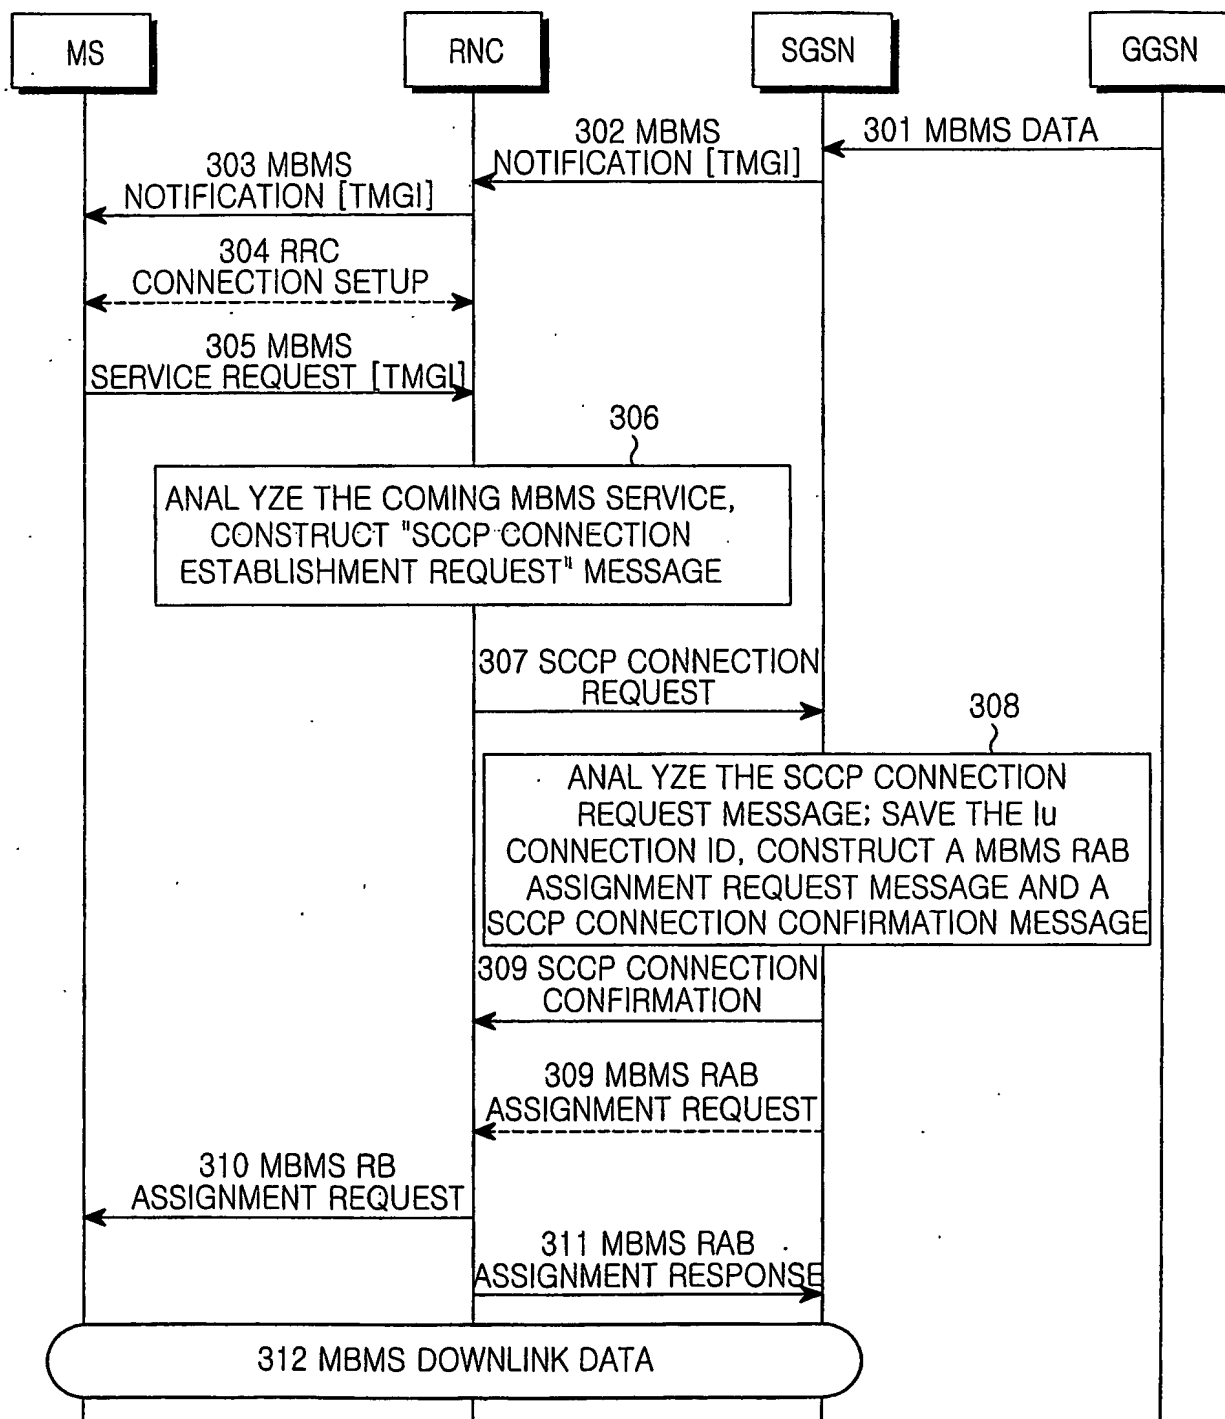 MS
RNC
SGSN
GGSN
301 MBMS DATA
302 MBMS
NOTIFICATION [TMGI]
303 MBMS
NOTIFICATION [TMGI]
304 RRC
CONNECTION SETUP
305 MBMS
SERVICE REQUEST [TMGI]
306
ANAL YZE THE COMING MBMS SERVICE,
CONSTRUCT "SCCP CONNECTION
ESTABLISHMENT REQUEST" MESSAGE
307 SCCP CONNECTION
REQUEST
308
ANAL YZE THE SCCP CONNECTION
REQUEST MESSAGE; SAVE THE Iu
CONNECTION ID, CONSTRUCT A MBMS RAB
ASSIGNMENT REQUEST MESSAGE AND A
SCCP CONNECTION CONFIRMATION MESSAGE
309 SCCP CONNECTION
CONFIRMATION
309 MBMS RAB
ASSIGNMENT REQUEST
310 MBMS RB
ASSIGNMENT REQUEST
311 MBMS RAB
ASSIGNMENT RESPONSE
312 MBMS DOWNLINK DATA